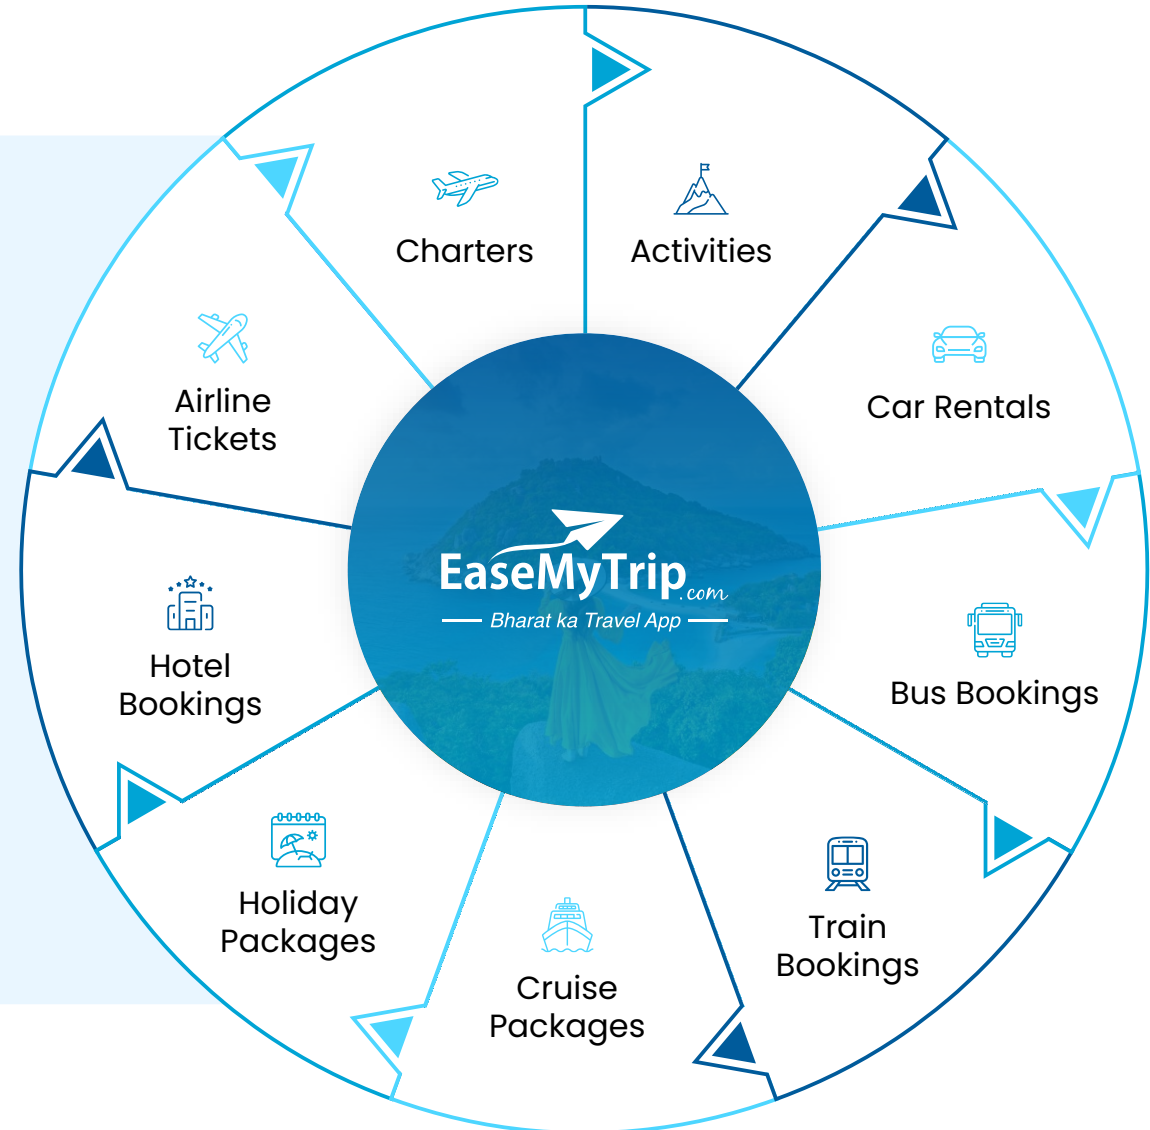 Charters
Activities
Airline
Tickets
Car Rentals
EaseMyTrip.com
Bharat ka Travel App
Hotel
Bookings
Bus Bookings
Holiday
Packages
Train
Bookings
Cruise
Packages